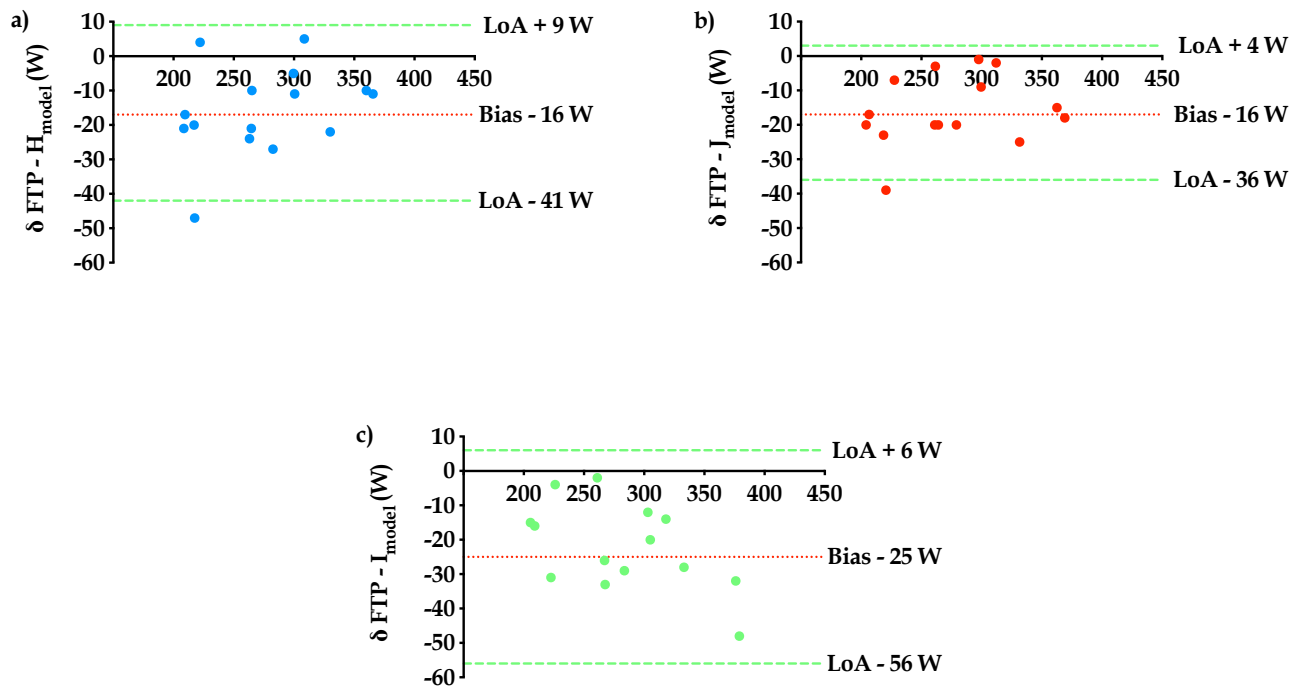 a)
δ FTP - H model (W)
10
0
-10
-20
-30
-40
-50
-60
200 250 300 350 400 450
LoA + 9 W
Bias - 16 W
LoA - 41 W
b)
δ FTP - J model (W)
10
0
-10
-20
-30
-40
-50
-60
200 250 300 350 400 450
LoA + 4 W
Bias - 16 W
LoA - 36 W
c)
δ FTP - I model (W)
10
0
-10
-20
-30
-40
-50
-60
200 250 300 350 400 450
LoA + 6 W
Bias - 25 W
LoA - 56 W